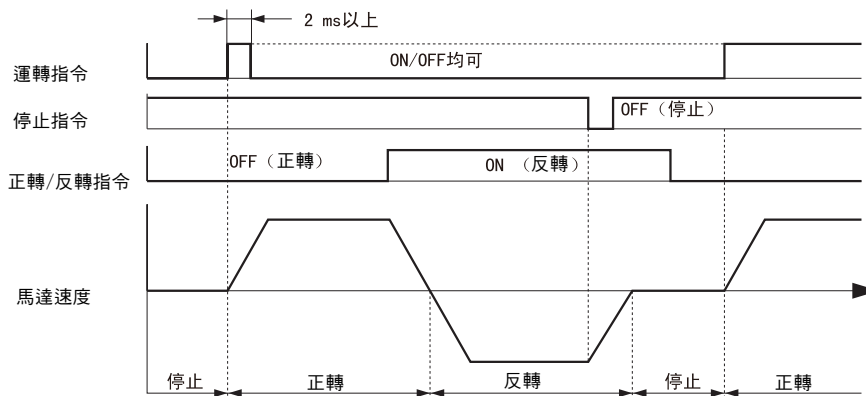 2 ms以上
運轉指令
ON/OFF均可
停止指令
OFF（停止）
正轉/反轉指令
OFF（正轉）
ON （反轉）
馬達速度
停止
正轉
反轉
停止
正轉